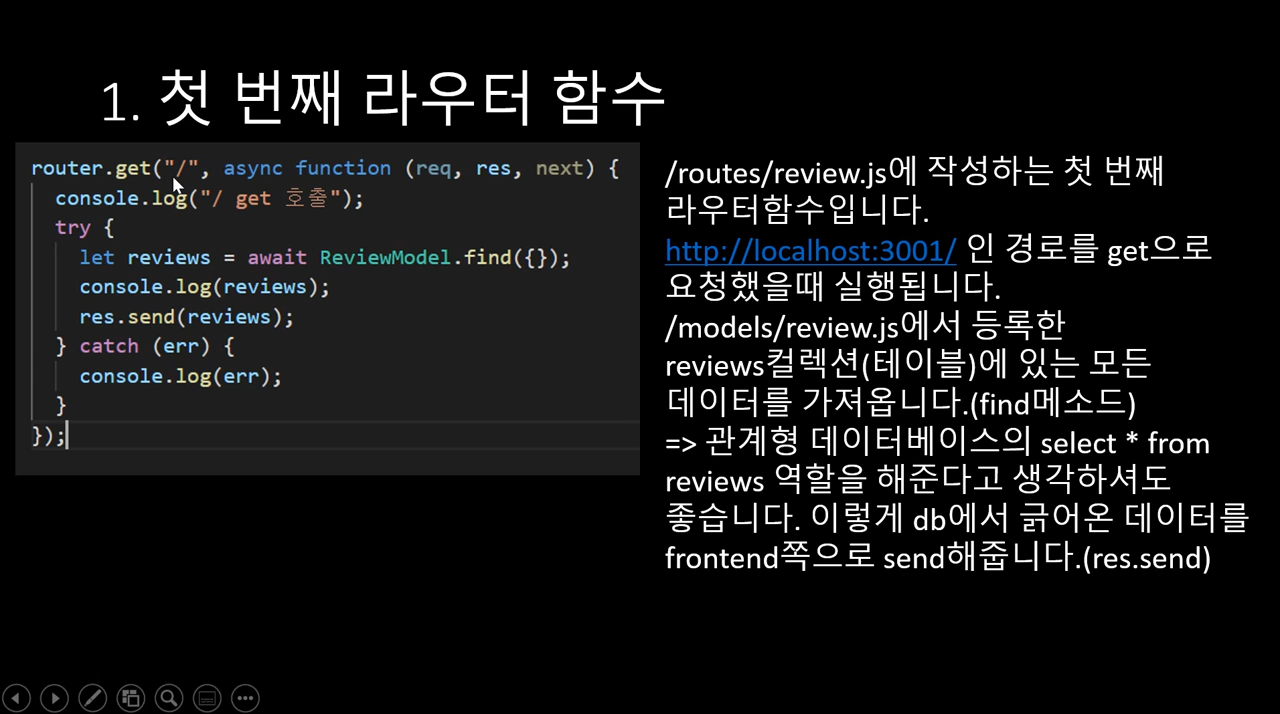 1. 첫 번째 라우터 함수
router.get("/", async function (req, res, next) {
console.log("/ get 호출");
try {
let reviews = await ReviewModel.find({});
console.log(reviews);
res.send(reviews);
} catch (err) {
console.log(err);
}
});
/routes/review.js에 작성하는 첫 번째
라우터함수입니다.
http://localhost:3001/ 인 경로를 get으로
요청했을때 실행됩니다.
/models/review.js에서 등록한
reviews컬렉션(테이블)에 있는 모든
데이터를 가져옵니다.(find메소드)
=> 관계형 데이터베이스의 select * from
reviews 역할을 해준다고 생각하셔도
좋습니다. 이렇게 db에서 긁어온 데이터를
frontend쪽으로 send해줍니다.(res.send)